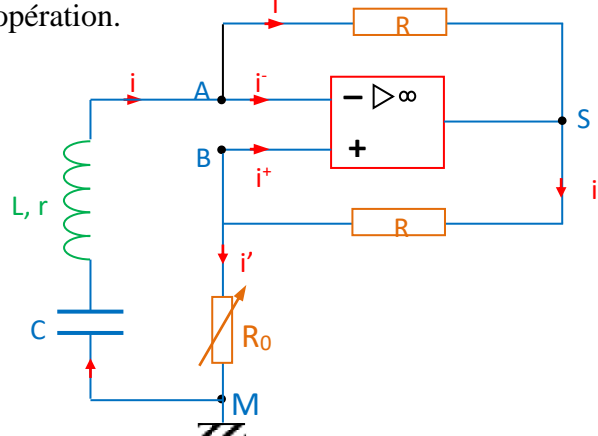 opération.
i
R
i
A
i-
− ▷ ∞
S
B
+
i+
i
L, r
R
i'
C
R₀
M